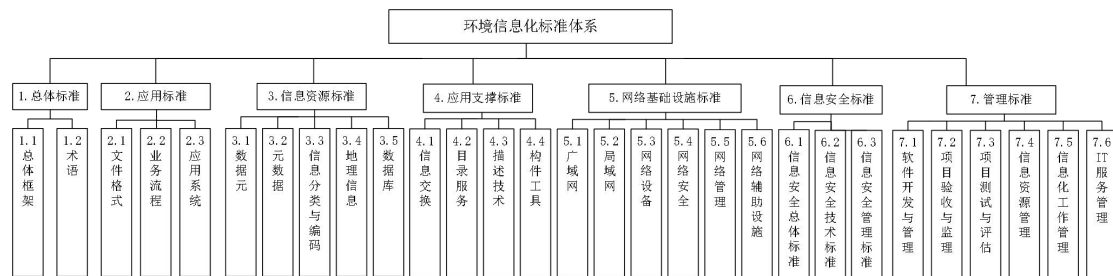 环境信息化标准体系
1.总体标准
2.应用标准
3.信息资源标准
4.应用支撑标准
5.网络基础设施标准
6.信息安全标准
7.管理标准
1.1总体框架
1.2术语
2.1文件格式
2.2业务流程
2.3应用系统
3.1数据元
3.2元数据
3.3信息分类与编码
3.4地理信息
3.5数据库
4.1信息交换
4.2目录服务
4.3描述技术
4.4构件工具
5.1广域网
5.2局域网
5.3网络设备
5.4网络安全
5.5网络管理
5.6网络辅助设施
6.1信息安全总体标准
6.2信息安全技术标准
6.3信息安全管理标准
7.1软件开发与管理
7.2项目验收与监理
7.3项目测试与评估
7.4信息资源管理
7.5信息化工作管理
7.6IT服务管理